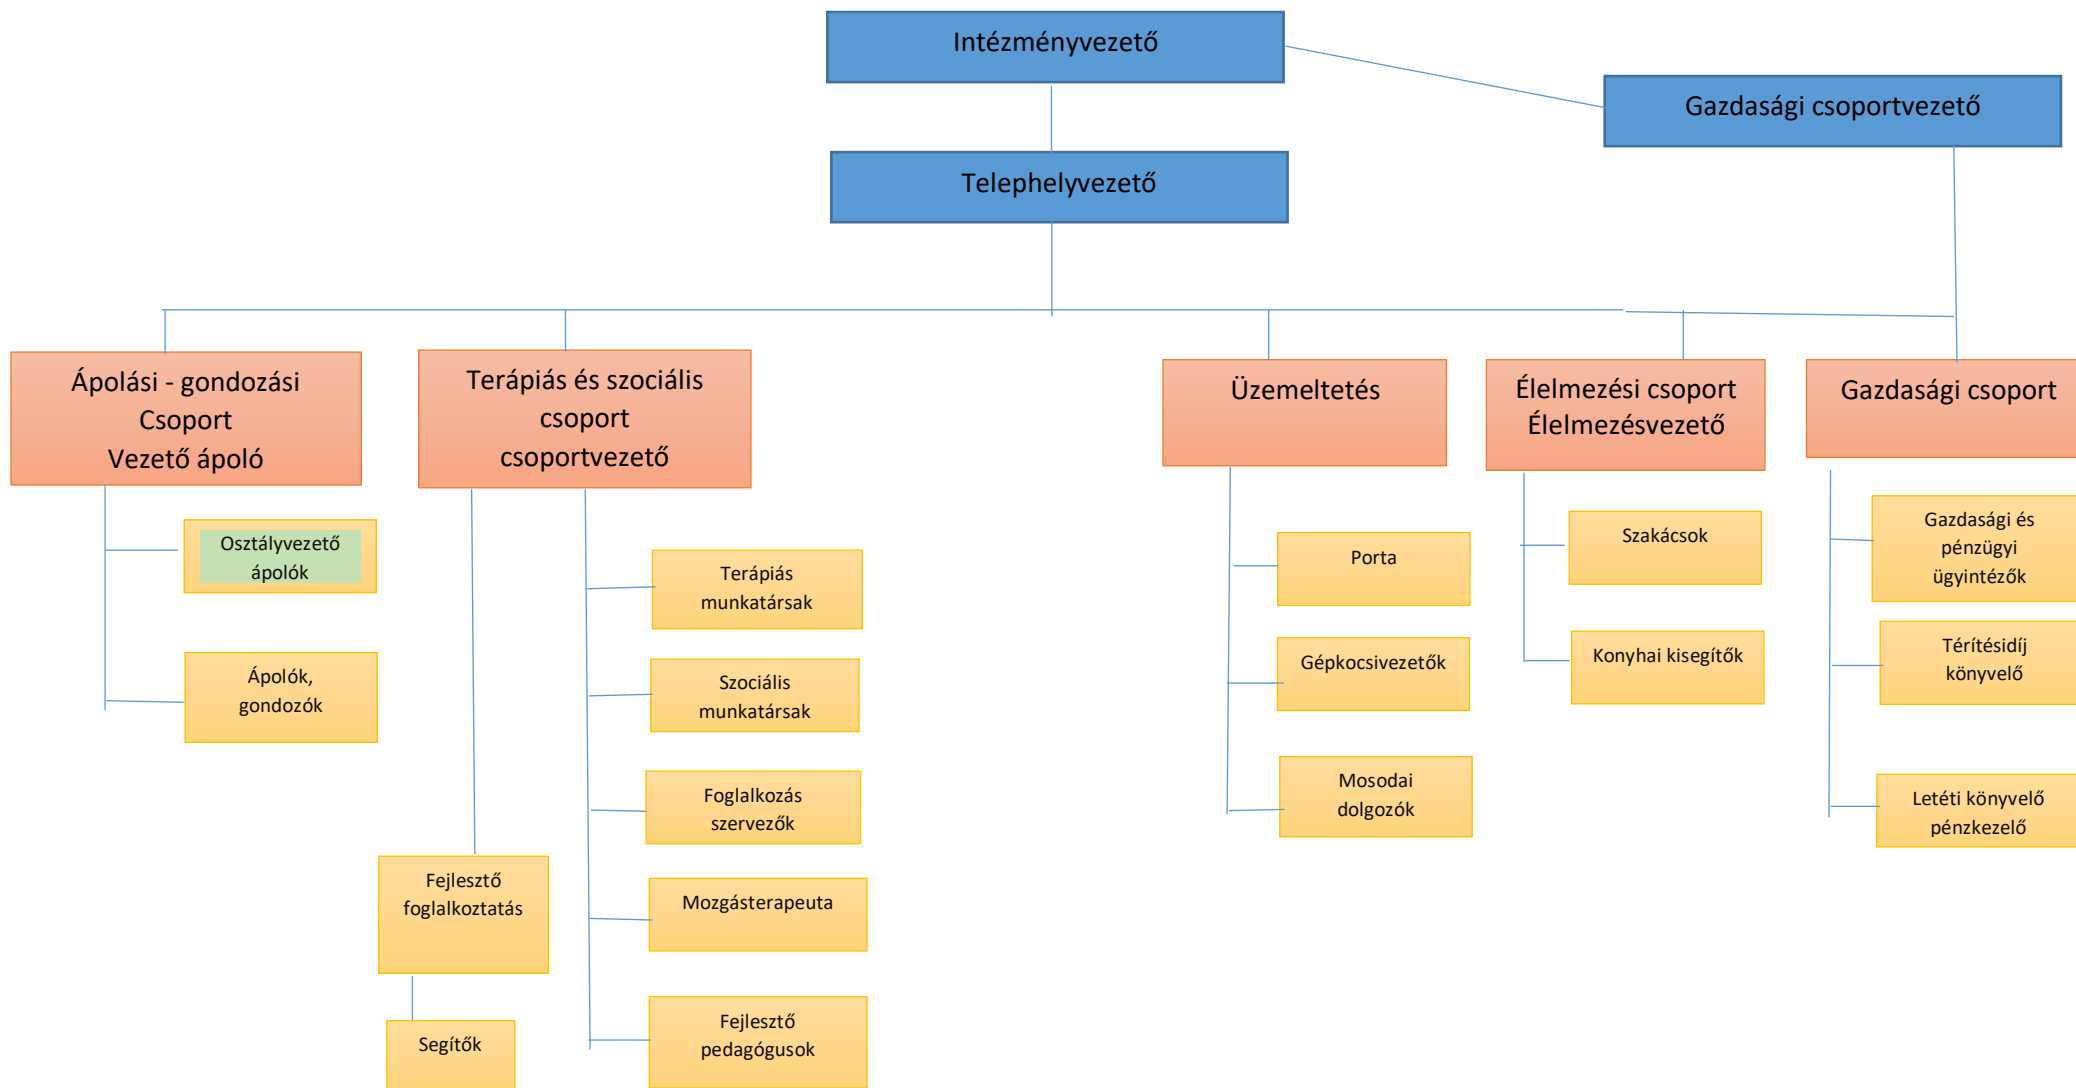 Intézményvezető
Gazdasági csoportvezető
Telephelyvezető
Ápolási - gondozási
Csoport
Vezető ápoló
Terápiás és szociális
csoport
csoportvezető
Üzemeltetés
Élelmezési csoport
Élelmezésvezető
Gazdasági csoport
Osztályvezető
ápolók
Ápolók,
gondozók
Fejlesztő
foglalkoztatás
Segítők
Terápiás
munkatársak
Szociális
munkatársak
Foglalkozás
szervezők
Mozgásterapeuta
Fejlesztő
pedagógusok
Porta
Gépkocsivezetők
Mosodai
dolgozók
Szakácsok
Konyhai kisegítők
Gazdasági és
pénzügyi
ügyintézők
Térítésidíj
könyvelő
Letéti könyvelő
pénzkezelő